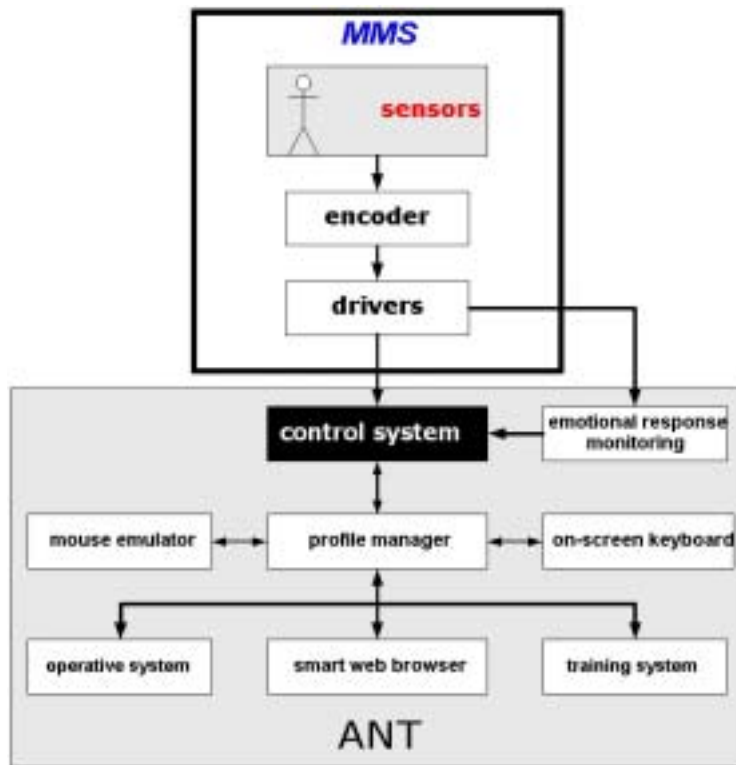 MMS
sensors
encoder
drivers
control system
emotional response
monitoring
mouse emulator
profile manager
on-screen keyboard
operative system
smart web browser
training system
ANT